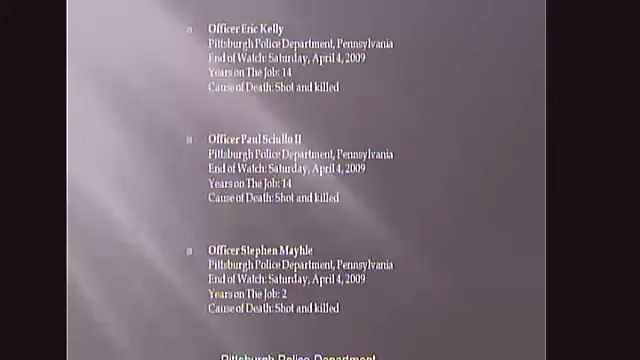 Officer Eric Kelly
Pittsburgh Police Department, Pennsylvania
End of Watch: Saturday, April 4, 2009
Years on The Job: 14
Cause of Death: Shot and killed
Officer Paul Sciullo II
Pittsburgh Police Department, Pennsylvania
End of Watch: Saturday, April 4, 2009
Years on The Job: 14
Cause of Death: Shot and killed
Officer Stephen Mayhle
Pittsburgh Police Department, Pennsylvania
End of Watch: Saturday, April 4, 2009
Years on The Job: 2
Cause of Death: Shot and killed
Pittsburgh Police Department